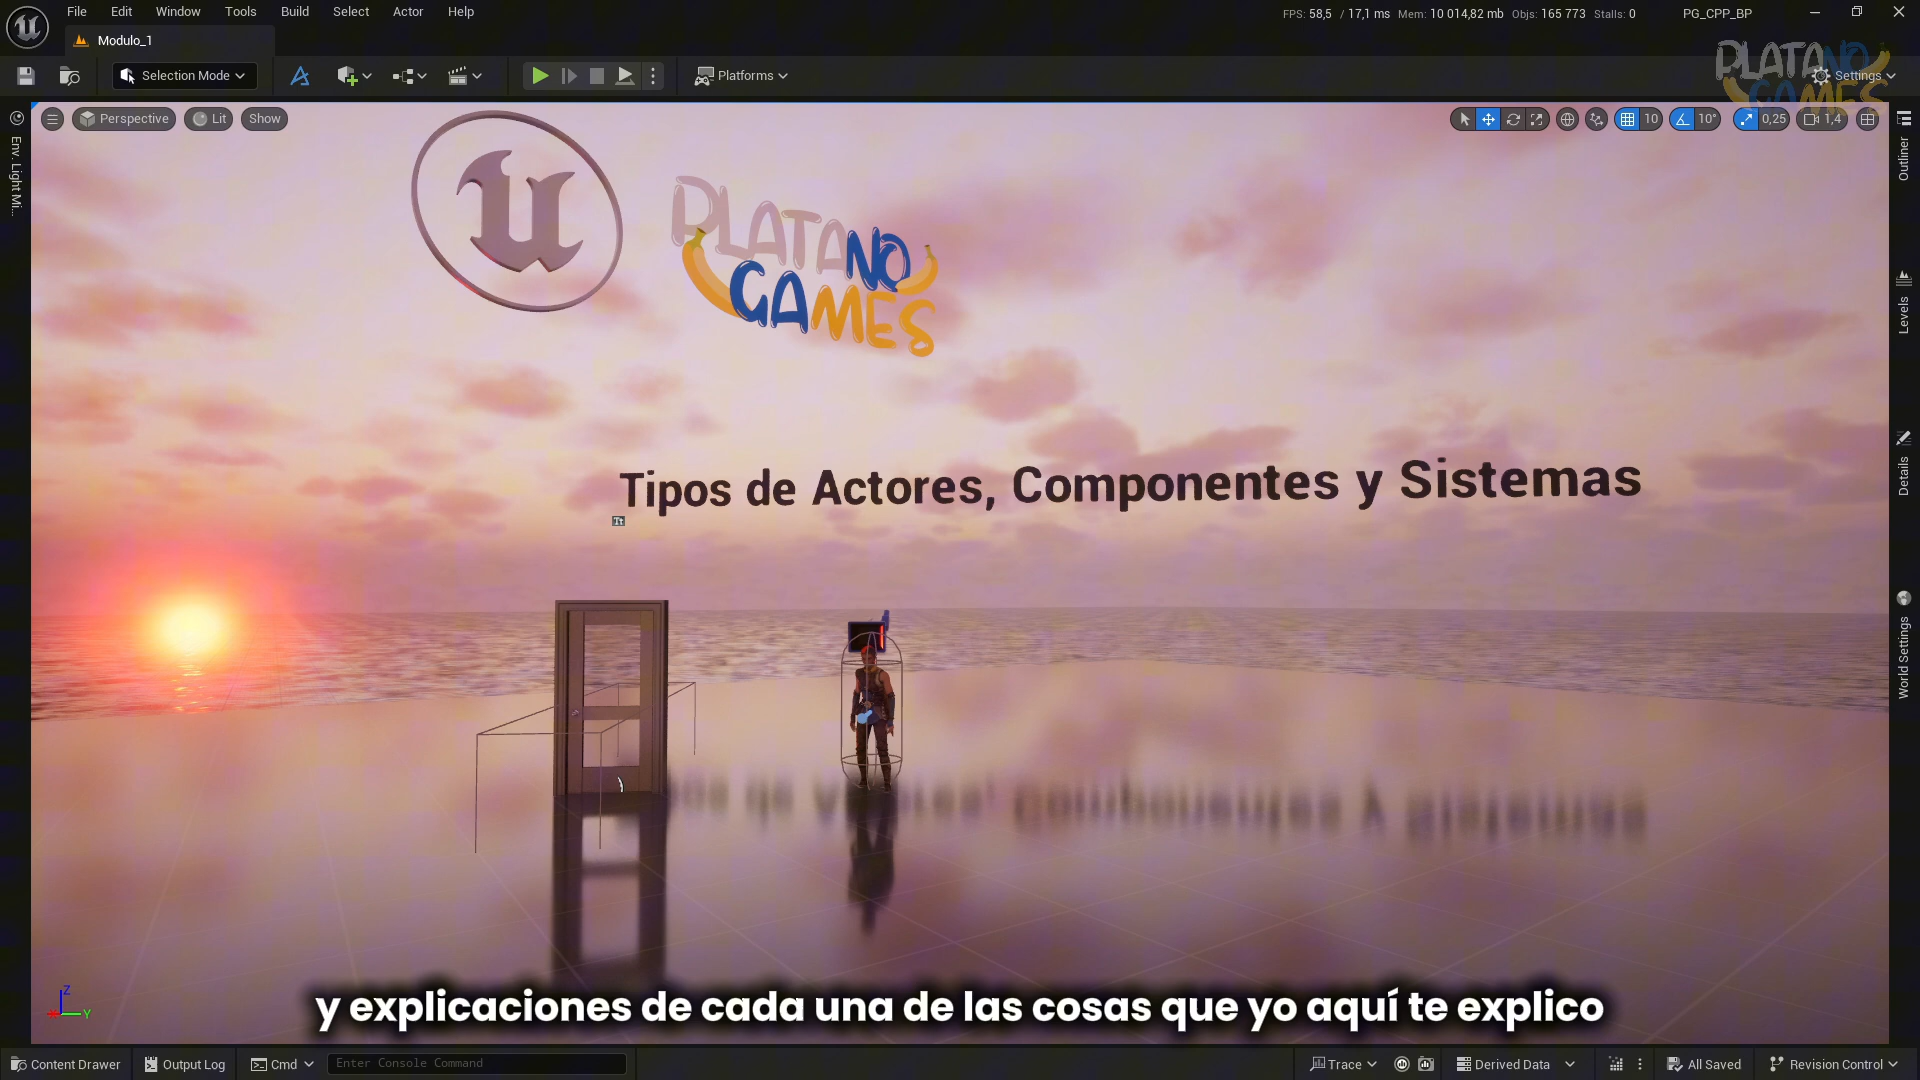 File Edit Window Tools Build Select Actor Help
FPS: 58,5 / 17,1 ms Mem: 10 014,82 mb Objs: 165 773 Stalls: 0
PG_CPP_BP
Modulo_1
Selection Mode
Platforms
Settings
PLATANO
GAMES
Perspective Lit Show
10 10° 0,25 1,4
Env. Light Mi...
Outliner
Levels
Details
World Settings
PLATANO
GAMES
Tipos de Actores, Componentes y Sistemas
Tt
Z
Y
y explicaciones de cada una de las cosas que yo aquí te explico
Content Drawer Output Log Cmd Enter Console Command
Trace Derived Data All Saved Revision Control